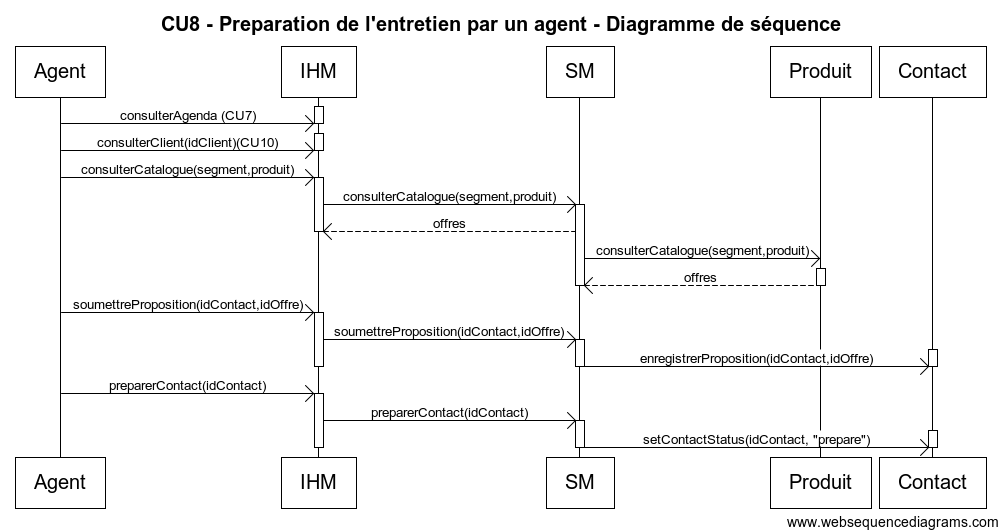 CU8 - Preparation de l'entretien par un agent - Diagramme de séquence
Agent
IHM
SM
Produit
Contact
consulterAgenda (CU7)
consulterClient(idClient)(CU10)
consulterCatalogue(segment,produit)
consulterCatalogue(segment,produit)
offres
consulterCatalogue(segment,produit)
offres
soumettreProposition(idContact,idOffre)
soumettreProposition(idContact,idOffre)
enregistrerProposition(idContact,idOffre)
preparerContact(idContact)
preparerContact(idContact)
setContactStatus(idContact, "prepare")
Agent
IHM
SM
Produit
Contact
www.websequencediagrams.com